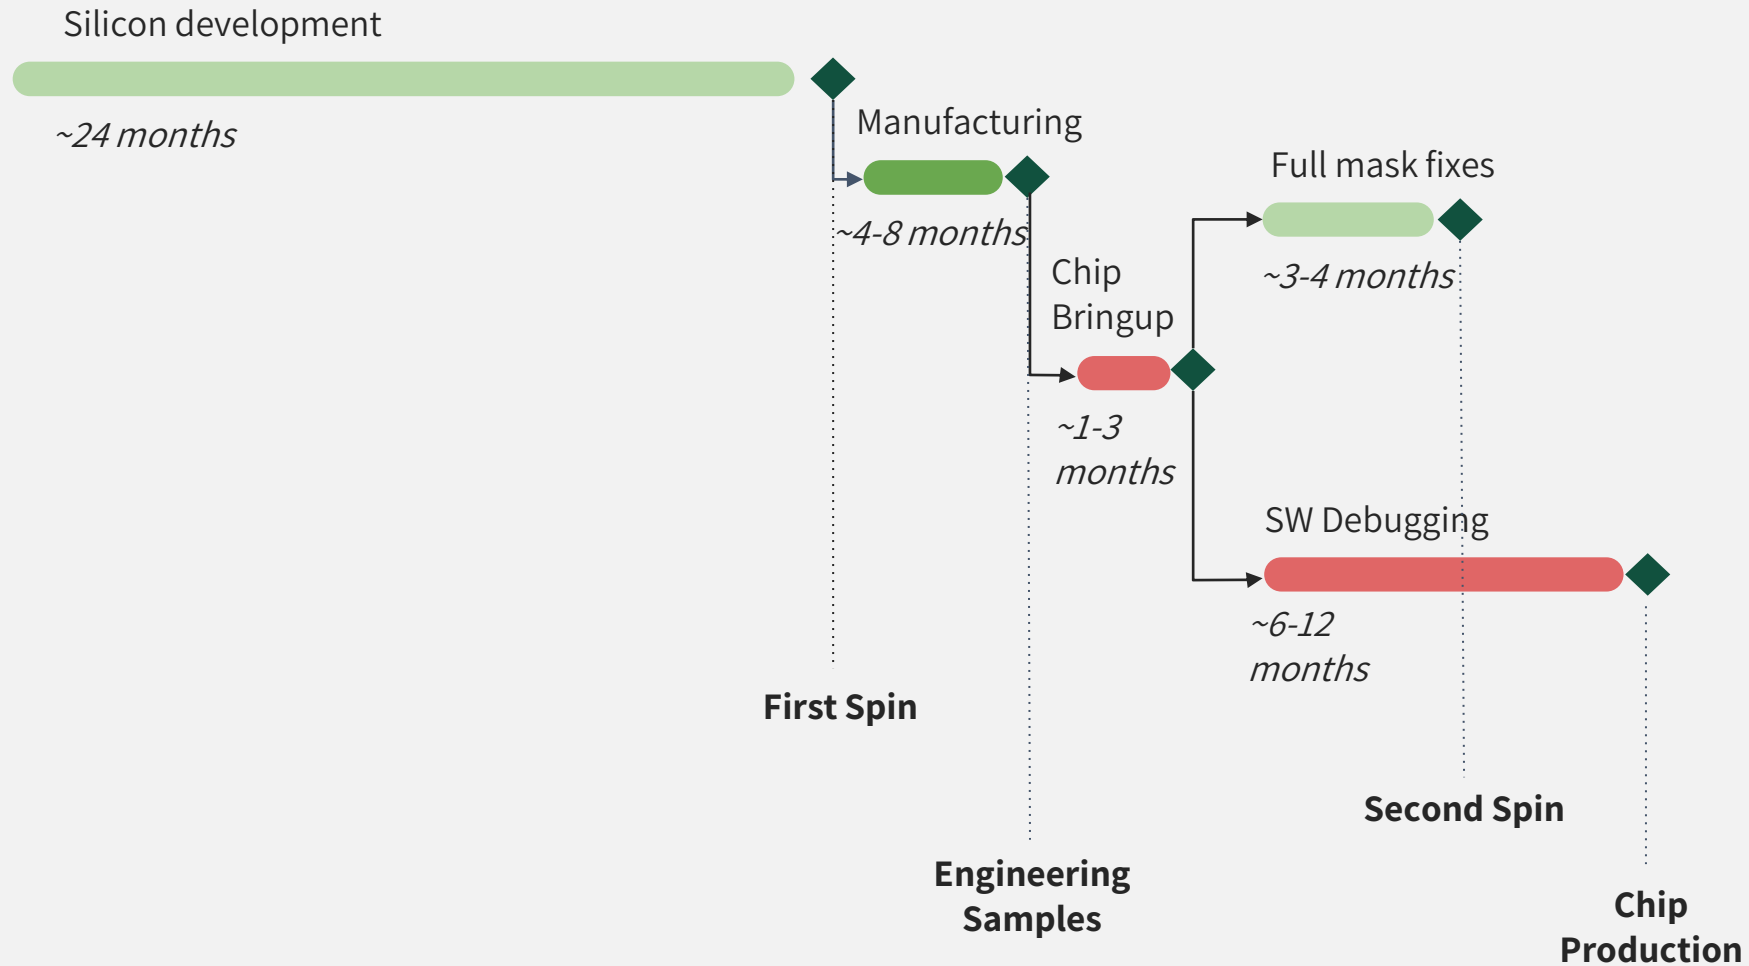 Silicon development
~24 months
Manufacturing
~4-8 months
Chip
Bringup
~1-3
months
Full mask fixes
~3-4 months
SW Debugging
~6-12
months
First Spin
Engineering
Samples
Second Spin
Chip
Production